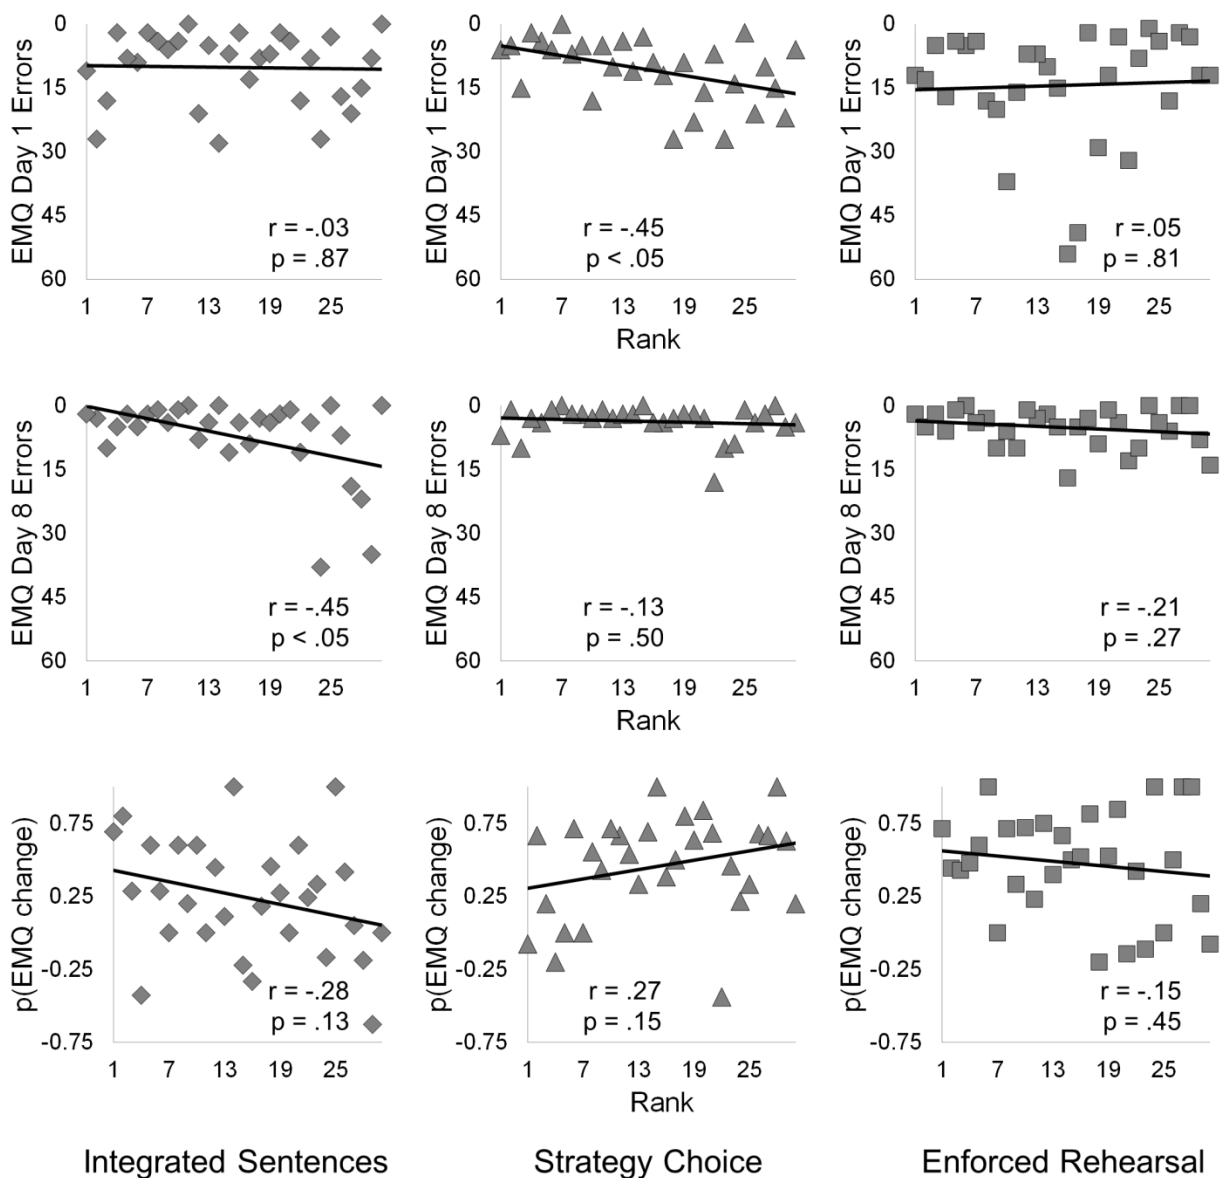 EMQ Day 1 Errors
0
15
30
45
60
r = -.03
p = .87
1 7 13 19 25
EMQ Day 1 Errors
0
15
30
45
60
r = -.45
p < .05
1 7 13 19 25
Rank
EMQ Day 1 Errors
0
15
30
45
60
r =.05
p = .81
1 7 13 19 25
EMQ Day 8 Errors
0
15
30
45
60
r = -.45
p < .05
1 7 13 19 25
EMQ Day 8 Errors
0
15
30
45
60
r = -.13
p = .50
1 7 13 19 25
Rank
EMQ Day 8 Errors
0
15
30
45
60
r = -.21
p = .27
1 7 13 19 25
p(EMQ change)
0.75
0.25
-0.25
-0.75
r = -.28
p = .13
1 7 13 19 25
p(EMQ change)
0.75
0.25
-0.25
-0.75
r = .27
p = .15
1 7 13 19 25
Rank
p(EMQ change)
0.75
0.25
-0.25
-0.75
r = -.15
p = .45
1 7 13 19 25
Integrated Sentences
Strategy Choice
Enforced Rehearsal